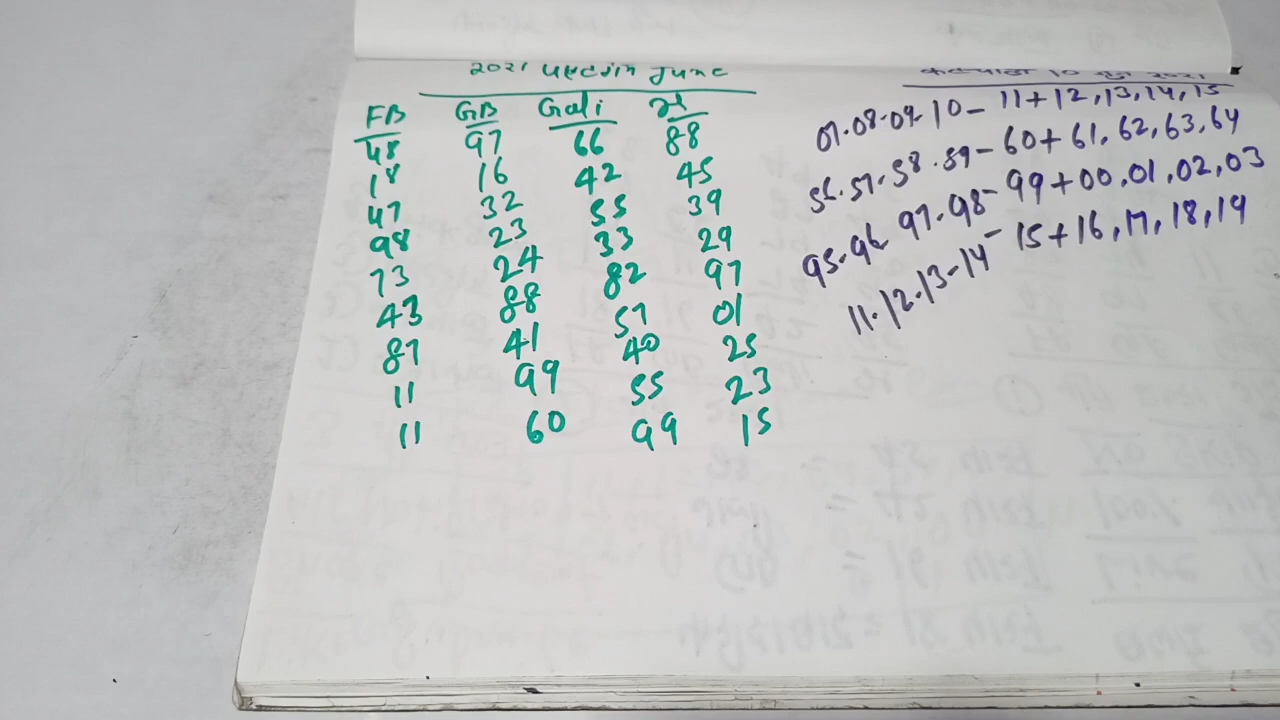 2021 june
FB GB Gali
48 97 66 88
18 16 42 45
47 32 55 39
98 23 33 29
73 24 82 97
43 88 57 01
87 41 40 25
11 99 55 23
11 60 99 15
10 जून 2021
07.08.09.10-11+12,13,14,15
56.57.58.59-60+61,62,63,64
95.96.97.98-99+00,01,02,03
11.12.13-14-15+16,17,18,19